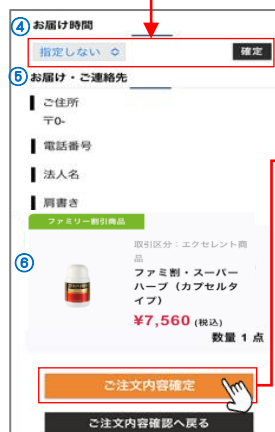 ④ お届け時間
指定しない
確定
⑤ お届け・ご連絡先
ご住所
〒0-
電話番号
法人名
肩書き
ファミリー割引商品
⑥
取引区分：エクセレント商
品
ファミ割・スーパー
ハーブ（カプセルタ
イプ）
¥7,560 (税込)
数量 1 点
ご注文内容確定
ご注文内容確認へ戻る